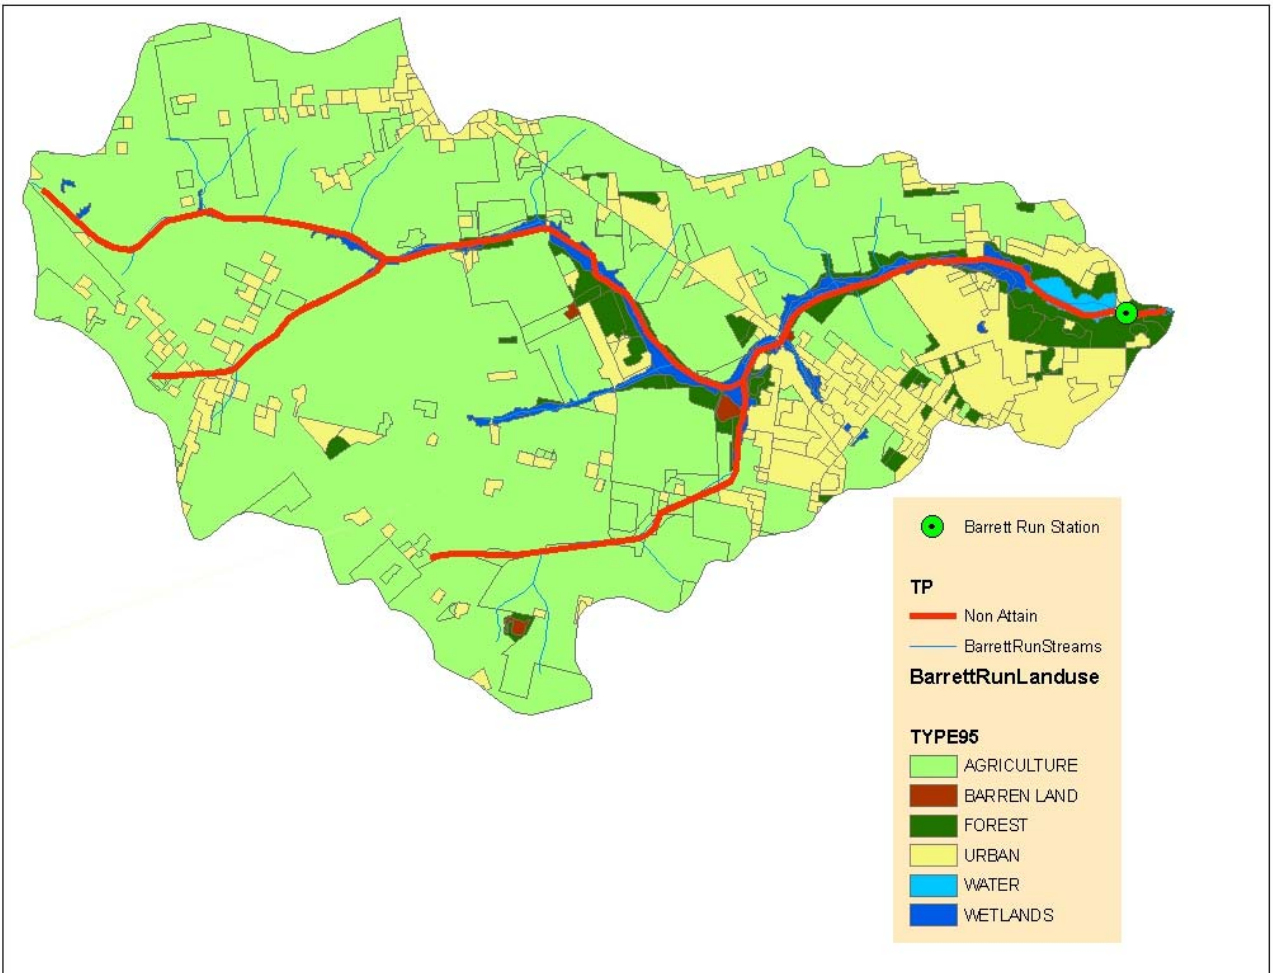 Barrett Run Station
TP
Non Attain
BarrettRunStreams
BarrettRunLanduse
TYPE95
AGRICULTURE
BARREN LAND
FOREST
URBAN
WATER
WETLANDS